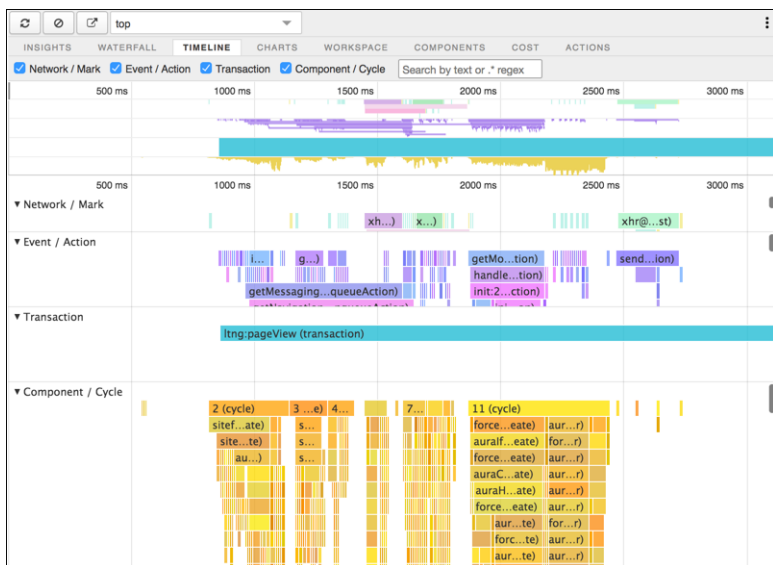 top
INSIGHTS WATERFALL TIMELINE CHARTS WORKSPACE COMPONENTS COST ACTIONS
Network / Mark Event / Action Transaction Component / Cycle Search by text or .* regex
500 ms 1000 ms 1500 ms 2000 ms 2500 ms 3000 ms
500 ms 1000 ms 1500 ms 2000 ms 2500 ms 3000 ms
▼ Network / Mark
xh...) x...) xhr@...st)
▼ Event / Action
i... g...) getMo...tion) send...ion)
handle...tion)
getMessaging...queueAction) init:2...ction)
▼ Transaction
ltng:pageView (transaction)
▼ Component / Cycle
2 (cycle) 3 ...e) 4... 7... 11 (cycle)
sitef...ate) s... force...eate) aur...r)
site...te) s... auraIf...eate) for...r)
au...) s... force...eate) aur...r)
auraC...ate) aur...r)
auraH...ate) aur...r)
force...eate) aur...r)
aur...te) for...r)
forc...te) aur...r)
aur...te) aur...r)